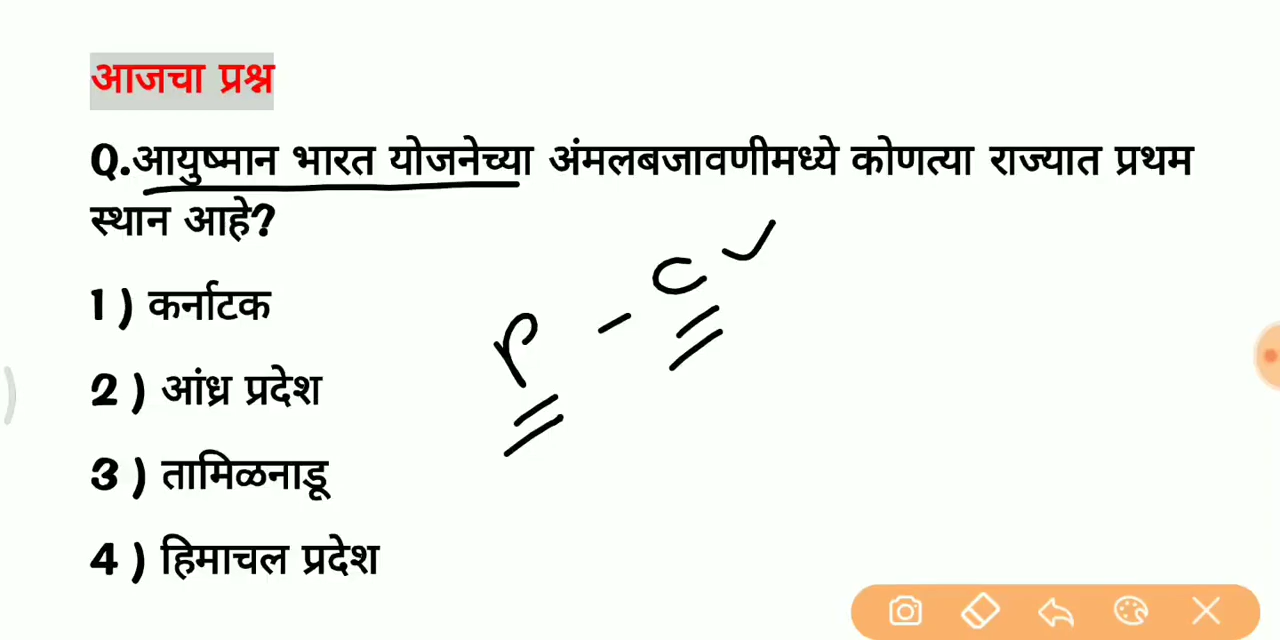 आजचा प्रश्न
Q.आयुष्मान भारत योजनेच्या अंमलबजावणीमध्ये कोणत्या राज्यात प्रथम
स्थान आहे?
1 ) कर्नाटक
2 ) आंध्र प्रदेश
3 ) तामिळनाडू
4 ) हिमाचल प्रदेश
P - C